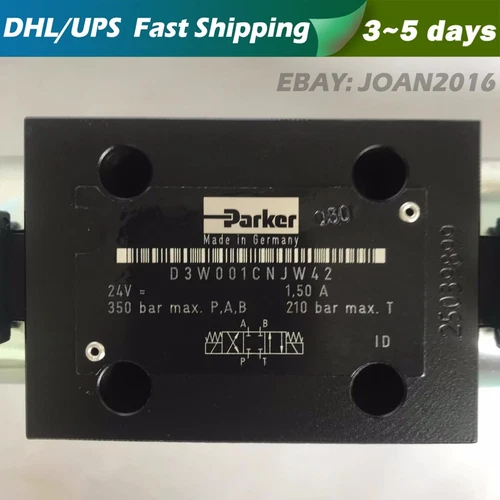 DHL/UPS Fast Shipping 3~5 days
EBAY: JOAN2016
Parker
Made in Germany
D3W001CNJW42
24V = 1,50 A
350 bar max. P,A,B 210 bar max. T
A B
P T
ID
25039899